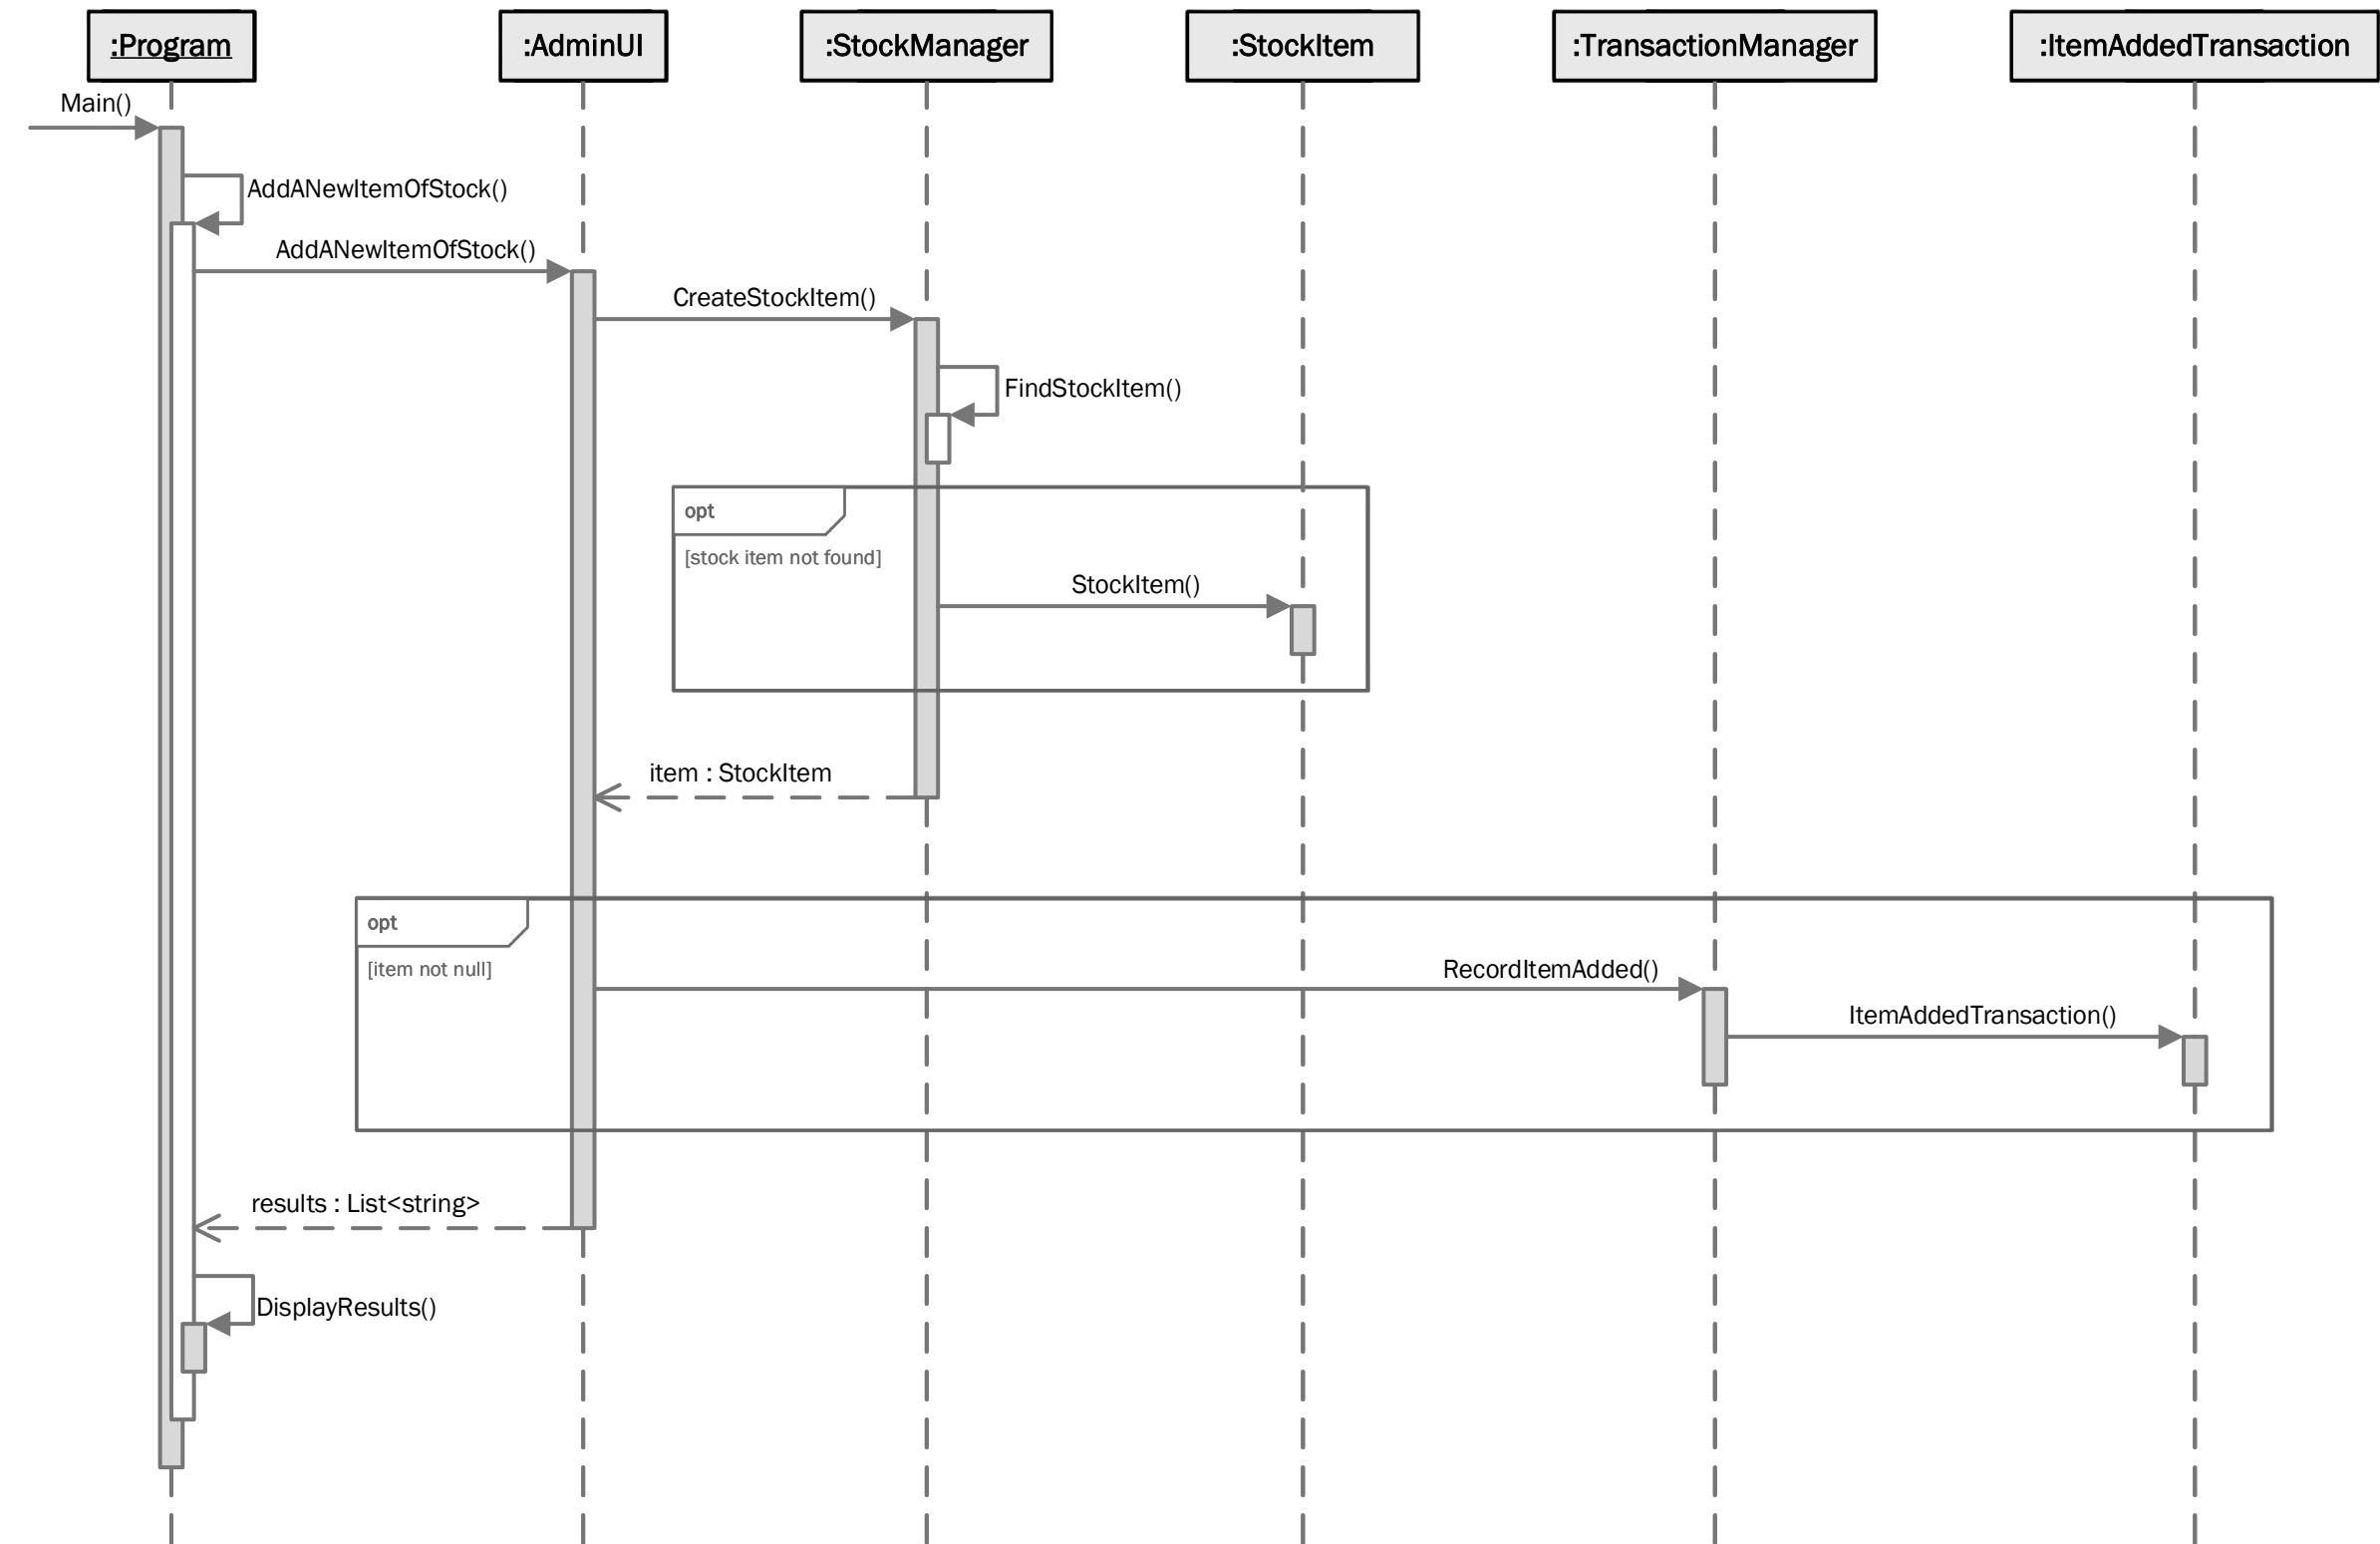 :Program
:AdminUI
:StockManager
:StockItem
:TransactionManager
:ItemAddedTransaction
Main()
AddANewItemOfStock()
AddANewItemOfStock()
CreateStockItem()
FindStockItem()
opt
[stock item not found]
StockItem()
item : StockItem
opt
[item not null]
RecordItemAdded()
ItemAddedTransaction()
results : List<string>
DisplayResults()